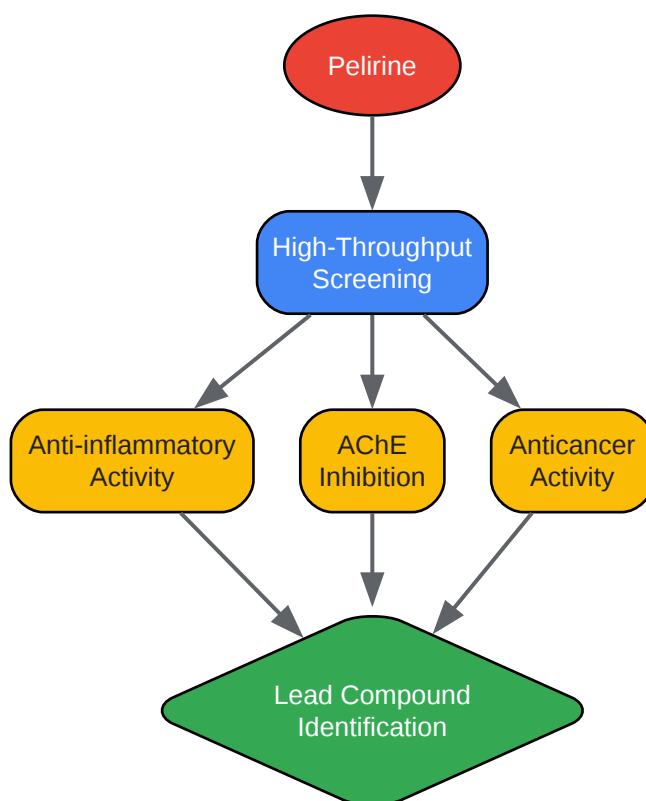 Pelirine
High-Throughput
Screening
Anti-inflammatory
Activity
AChE
Inhibition
Anticancer
Activity
Lead Compound
Identification